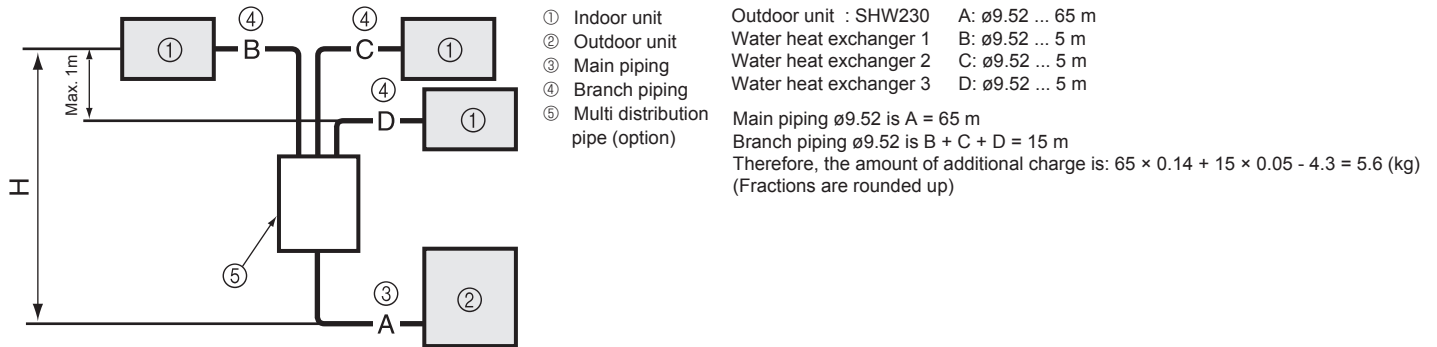 ④
④
B
C
①
①
Max. 1m
④
D
①
H
⑤
③
A
②
① Indoor unit
② Outdoor unit
③ Main piping
④ Branch piping
⑤ Multi distribution
pipe (option)
Outdoor unit : SHW230 A: ø9.52 ... 65 m
Water heat exchanger 1 B: ø9.52 ... 5 m
Water heat exchanger 2 C: ø9.52 ... 5 m
Water heat exchanger 3 D: ø9.52 ... 5 m
Main piping ø9.52 is A = 65 m
Branch piping ø9.52 is B + C + D = 15 m
Therefore, the amount of additional charge is: 65 × 0.14 + 15 × 0.05 - 4.3 = 5.6 (kg)
(Fractions are rounded up)